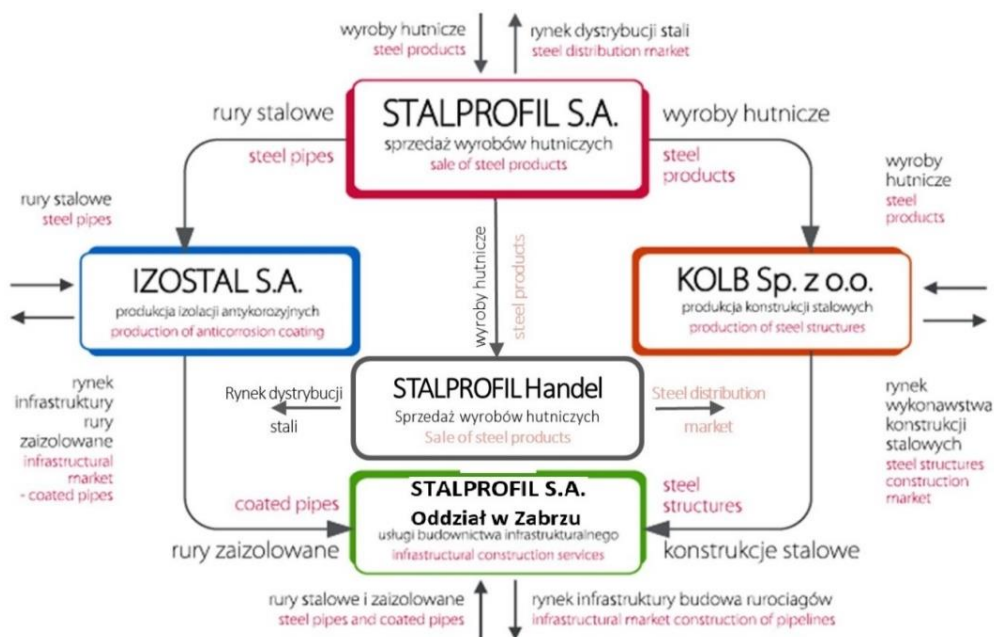 wyroby hutnicze
steel products
rynek dystrybucji stali
steel distribution market
rury stalowe
steel pipes
STALPROFIL S.A.
sprzedaż wyrobów hutniczych
sale of steel products
wyroby hutnicze
steel
products
rury stalowe
steel pipes
wyroby
hutnicze
steel
products
IZOSTAL S.A.
produkcja izolacji antykorozyjnych
production of anticorrosion coating
wyroby hutnicze
steel products
KOLB Sp. z o.o.
produkcja konstrukcji stalowych
production of steel structures
rynek
infrastruktury
rury
zaizolowane
infrastructural
market
- coated pipes
Rynek dystrybucji
stali
STALPROFIL Handel
Sprzedaż wyrobów hutniczych
Sale of steel products
Steel distribution
market
rynek
wykonawstwa
konstrukcji
stalowych
steel structures
construction
market
coated pipes
rury zaizolowane
STALPROFIL S.A.
Oddział w Zabrzu
usługi budownictwa infrastrukturalnego
infrastructural construction services
steel
structures
konstrukcje stalowe
rury stalowe i zaizolowane
steel pipes and coated pipes
rynek infrastruktury budowa rurociągów
infrastructural market construction of pipelines